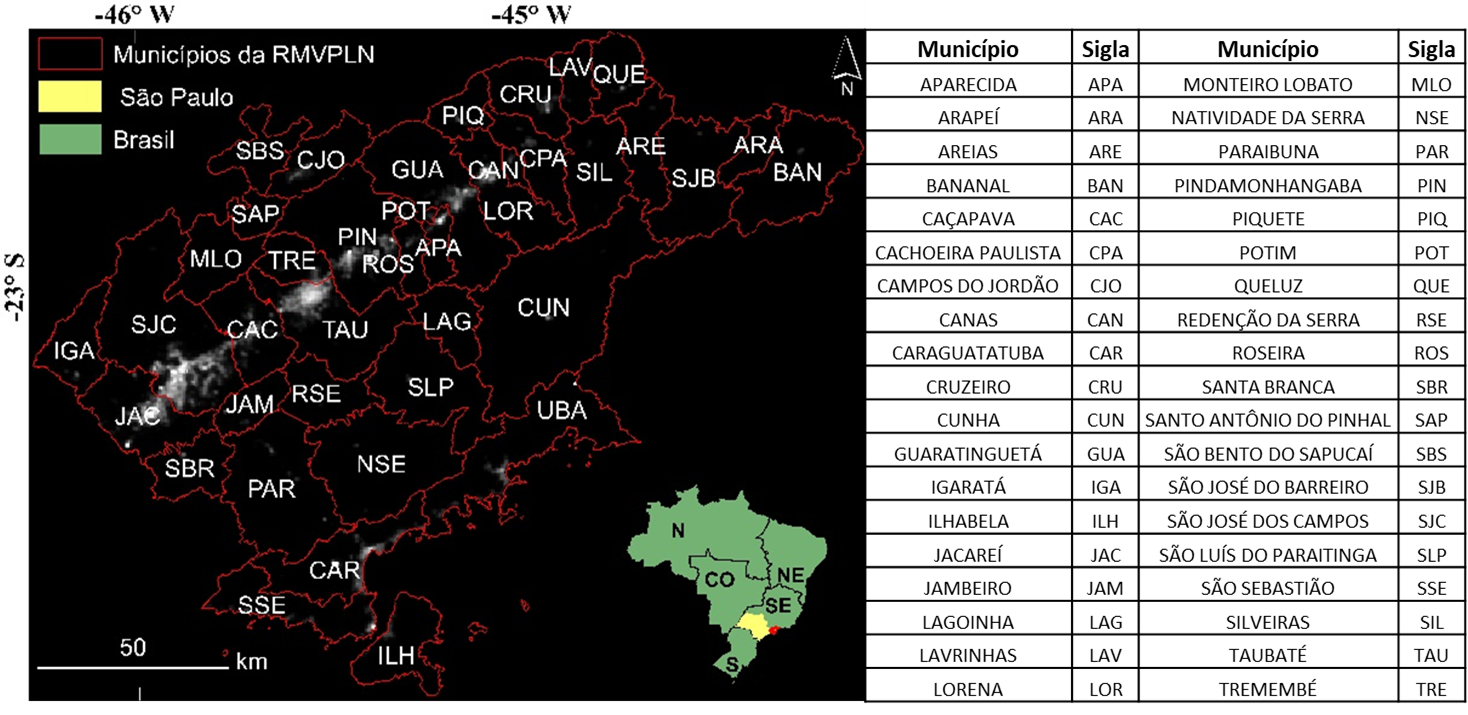 -46° W
-45° W
-23° S
Municípios da RMVPLN
São Paulo
Brasil
N
LAV
QUE
CRU
PIQ
SBS
CJO
GUA
CAN
CPA
SIL
ARE
SJB
ARA
BAN
SAP
POT
LOR
PIN
APA
MLO
TRE
ROS
CUN
SJC
CAC
TAU
LAG
IGA
RSE
SLP
JAC
JAM
UBA
SBR
NSE
PAR
CAR
SSE
ILH
50
km
N
CO
NE
SE
S
Município Sigla Município Sigla
APARECIDA APA MONTEIRO LOBATO MLO
ARAPEÍ ARA NATIVIDADE DA SERRA NSE
AREIAS ARE PARAIBUNA PAR
BANANAL BAN PINDAMONHANGABA PIN
CAÇAPAVA CAC PIQUETE PIQ
CACHOEIRA PAULISTA CPA POTIM POT
CAMPOS DO JORDÃO CJO QUELUZ QUE
CANAS CAN REDENÇÃO DA SERRA RSE
CARAGUATATUBA CAR ROSEIRA ROS
CRUZEIRO CRU SANTA BRANCA SBR
CUNHA CUN SANTO ANTÔNIO DO PINHAL SAP
GUARATINGUETÁ GUA SÃO BENTO DO SAPUCAÍ SBS
IGARATÁ IGA SÃO JOSÉ DO BARREIRO SJB
ILHABELA ILH SÃO JOSÉ DOS CAMPOS SJC
JACAREÍ JAC SÃO LUÍS DO PARAITINGA SLP
JAMBEIRO JAM SÃO SEBASTIÃO SSE
LAGOINHA LAG SILVEIRAS SIL
LAVRINHAS LAV TAUBATÉ TAU
LORENA LOR TREMEMBÉ TRE